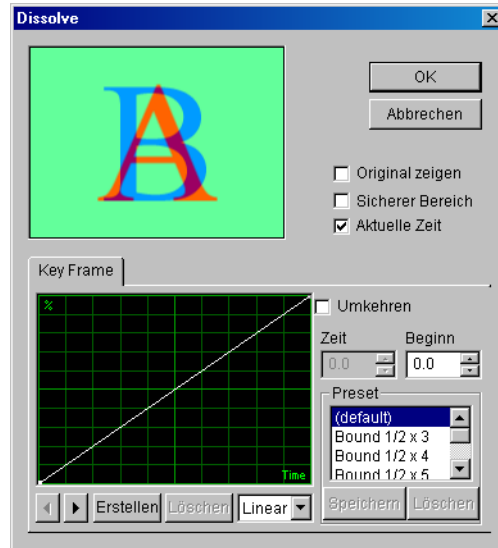 Dissolve
B
A
OK
Abbrechen
Original zeigen
Sicherer Bereich
Aktuelle Zeit
Key Frame
%
Time
Umkehren
Zeit Beginn
0.0 0.0
Preset
(default)
Bound 1/2 x 3
Bound 1/2 x 4
Bound 1/2 x 5
Erstellen Löschen Linear
Speichern Löschen